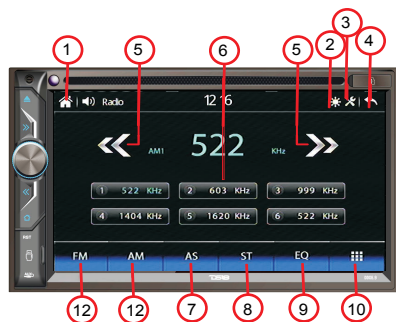 1 5 6 5 2 3 4
Radio 12 16
AM1 522 KHz
1 522 KHz 2 603 KHz 3 999 KHz
4 1404 KHz 5 1620 KHz 6 522 KHz
RST
FM AM AS ST EQ
12 12 7 8 9 10